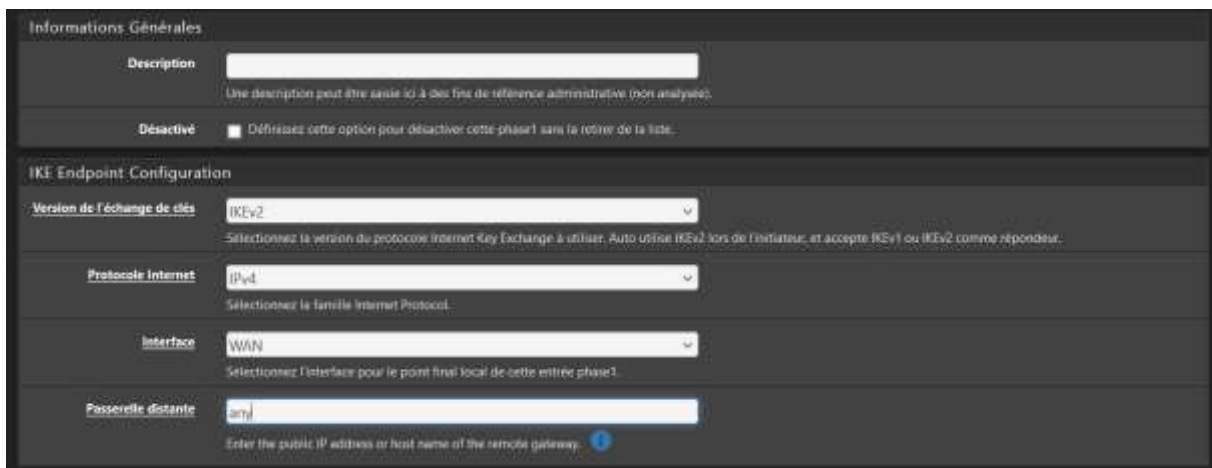 Informations Générales
Description
Une description peut être saisie ici à des fins de référence administrative (non analysée).
Désactivé
Définissez cette option pour désactiver cette phase1 sans la retirer de la liste.
IKE Endpoint Configuration
Version de l'échange de clés
IKEv2
Sélectionnez la version du protocole Internet Key Exchange à utiliser. Auto utilise IKEv2 lors de l'initiateur, et accepte IKEv1 ou IKEv2 comme répondeur.
Protocole Internet
IPv4
Sélectionnez la famille Internet Protocol.
Interface
WAN
Sélectionnez l'interface pour le point final local de cette entrée phase1.
Passerelle distante
any
Enter the public IP address or host name of the remote gateway.